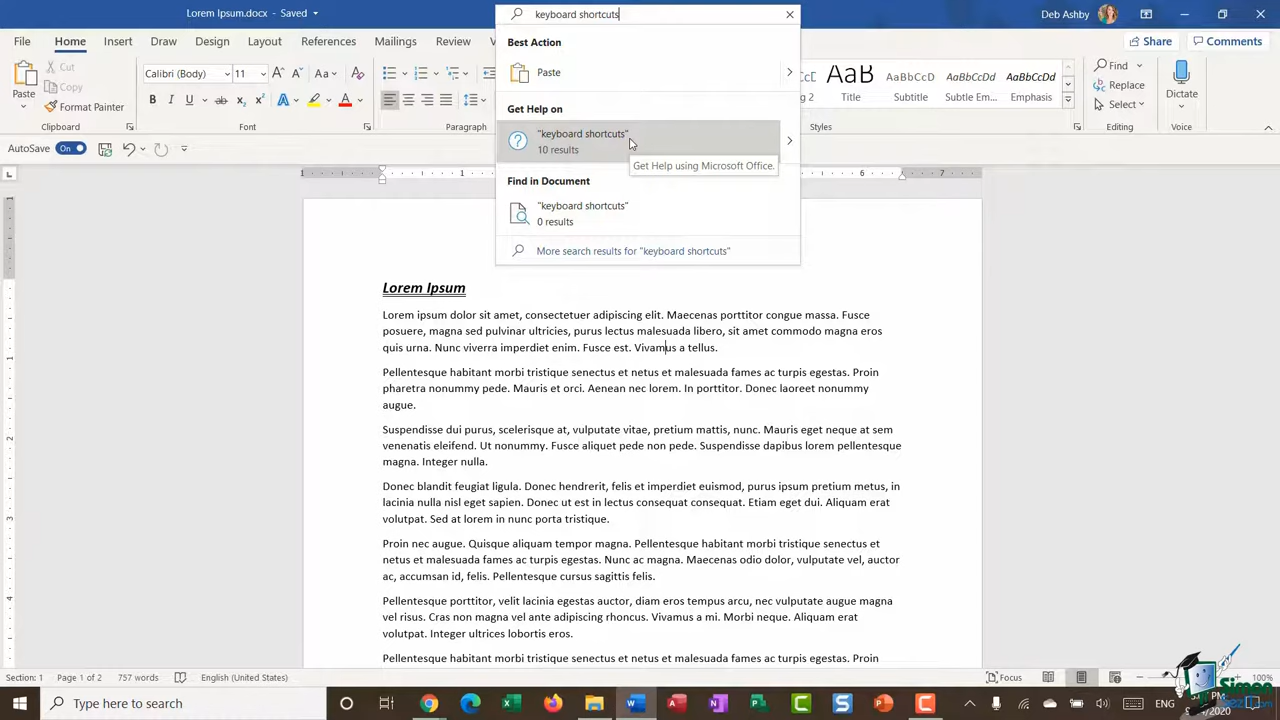 Lorem Ipsum.docx - Saved
keyboard shortcuts
Deb Ashby
File Home Insert Draw Design Layout References Mailings Review View
Share Comments
Paste
Cut
Copy
Format Painter
Clipboard
Calibri (Body) 11
Font
Paragraph
AaB AaBbCcD AaBbCcDd AaBbCcDd
Title Subtitle Subtle Em... Emphasis
Styles
Find
Replace
Select
Editing
Dictate
Voice
AutoSave On
Best Action
Paste
Get Help on
"keyboard shortcuts"
10 results
Get Help using Microsoft Office.
Find in Document
"keyboard shortcuts"
0 results
More search results for "keyboard shortcuts"
Lorem Ipsum
Lorem ipsum dolor sit amet, consectetuer adipiscing elit. Maecenas porttitor congue massa. Fusce
posuere, magna sed pulvinar ultricies, purus lectus malesuada libero, sit amet commodo magna eros
quis urna. Nunc viverra imperdiet enim. Fusce est. Vivamus a tellus.
Pellentesque habitant morbi tristique senectus et netus et malesuada fames ac turpis egestas. Proin
pharetra nonummy pede. Mauris et orci. Aenean nec lorem. In porttitor. Donec laoreet nonummy
augue.
Suspendisse dui purus, scelerisque at, vulputate vitae, pretium mattis, nunc. Mauris eget neque at sem
venenatis eleifend. Ut nonummy. Fusce aliquet pede non pede. Suspendisse dapibus lorem pellentesque
magna. Integer nulla.
Donec blandit feugiat ligula. Donec hendrerit, felis et imperdiet euismod, purus ipsum pretium metus, in
lacinia nulla nisl eget sapien. Donec ut est in lectus consequat consequat. Etiam eget dui. Aliquam erat
volutpat. Sed at lorem in nunc porta tristique.
Proin nec augue. Quisque aliquam tempor magna. Pellentesque habitant morbi tristique senectus et
netus et malesuada fames ac turpis egestas. Nunc ac magna. Maecenas odio dolor, vulputate vel, auctor
ac, accumsan id, felis. Pellentesque cursus sagittis felis.
Pellentesque porttitor, velit lacinia egestas auctor, diam eros tempus arcu, nec vulputate augue magna
vel risus. Cras non magna vel ante adipiscing rhoncus. Vivamus a mi. Morbi neque. Aliquam erat
volutpat. Integer ultrices lobortis eros.
Pellentesque habitant morbi tristique senectus et netus et malesuada fames ac turpis egestas. Proin
Section: 1 Page 1 of 2 757 words English (United States) Focus 100%
Simon